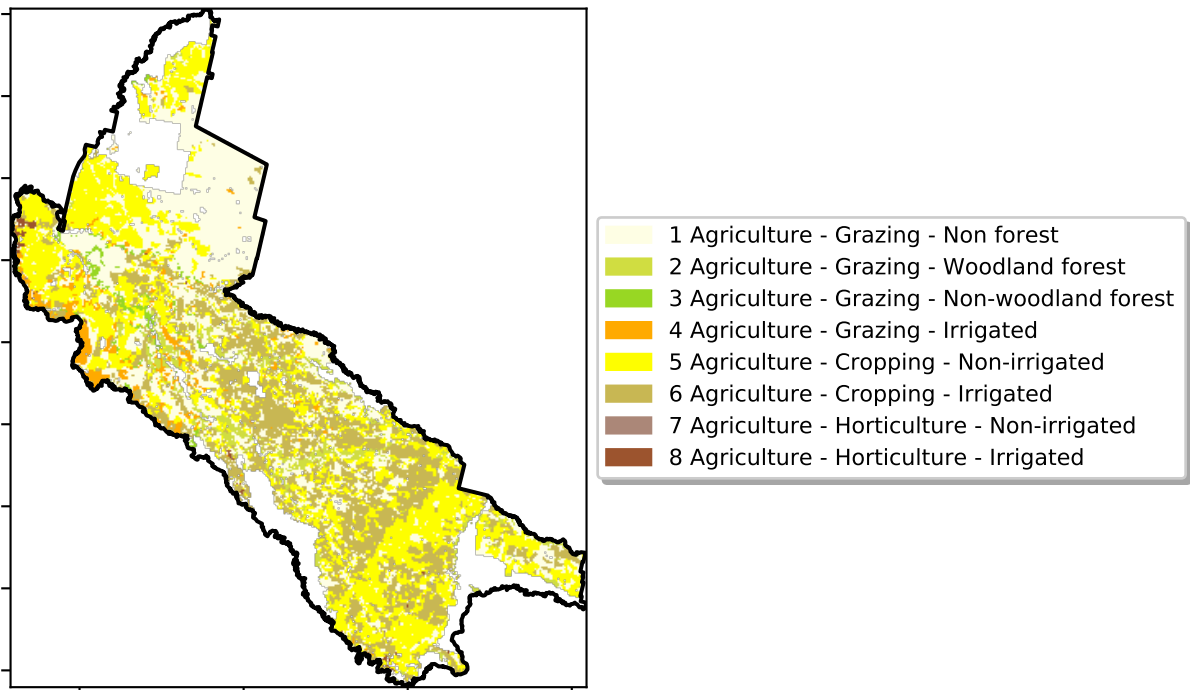 1 Agriculture - Grazing - Non forest
2 Agriculture - Grazing - Woodland forest
3 Agriculture - Grazing - Non-woodland forest
4 Agriculture - Grazing - Irrigated
5 Agriculture - Cropping - Non-irrigated
6 Agriculture - Cropping - Irrigated
7 Agriculture - Horticulture - Non-irrigated
8 Agriculture - Horticulture - Irrigated